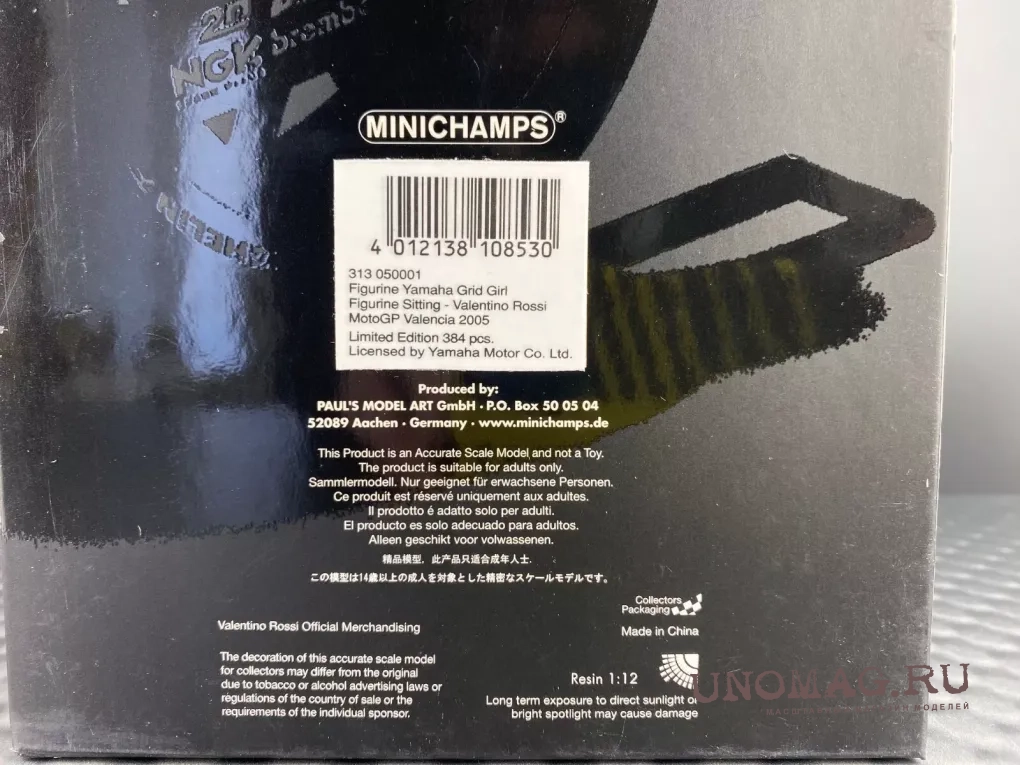 NGK brembo
MINICHAMPS®
4 012138 108530
313 050001
Figurine Yamaha Grid Girl
Figurine Sitting - Valentino Rossi
MotoGP Valencia 2005
Limited Edition 384 pcs.
Licensed by Yamaha Motor Co. Ltd.
Produced by:
PAUL'S MODEL ART GmbH · P.O. Box 50 05 04
52089 Aachen · Germany · www.minichamps.de
This Product is an Accurate Scale Model and not a Toy.
The product is suitable for adults only.
Sammlermodell. Nur geeignet für erwachsene Personen.
Ce produit est réservé uniquement aux adultes.
Il prodotto é adatto solo per adulti.
El producto es solo adecuado para adultos.
Alleen geschikt voor volwassenen.
精品模型，此产品只适合成年人士.
この模型は14歳以上の成人を対象とした精密なスケールモデルです。
Collectors
Packaging
Valentino Rossi Official Merchandising
Made in China
The decoration of this accurate scale model
for collectors may differ from the original
due to tobacco or alcohol advertising laws or
regulations of the country of sale or the
requirements of the individual sponsor.
Resin 1:12
Long term exposure to direct sunlight or
bright spotlight may cause damage
UNOMAG.RU